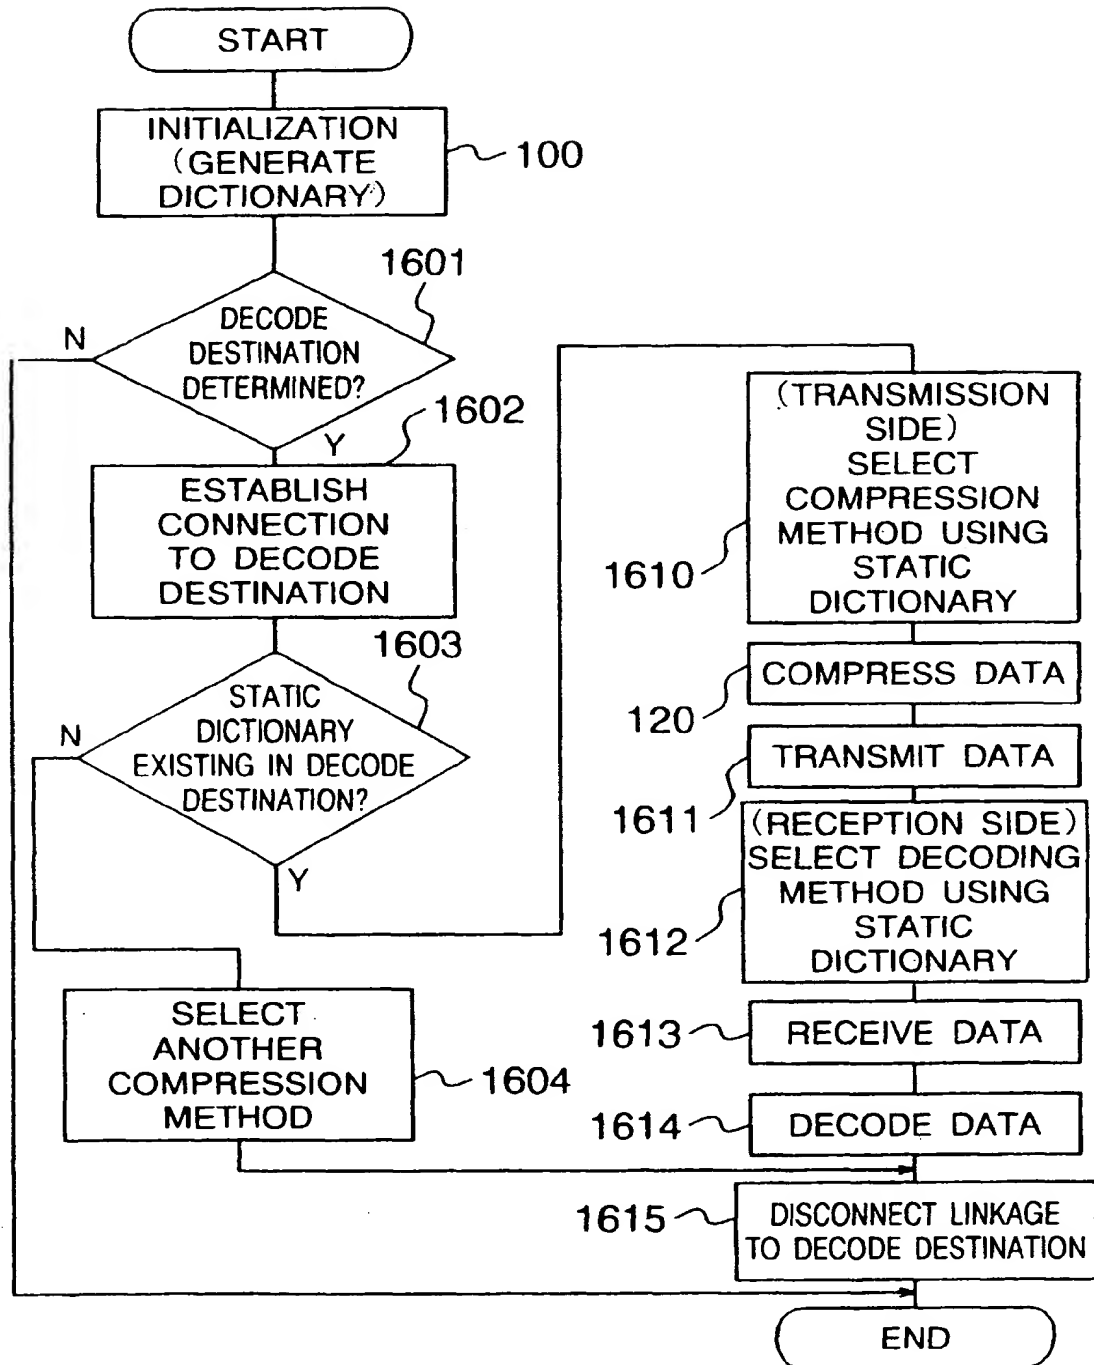 START
INITIALIZATION
(GENERATE
DICTIONARY)
100
1601
DECODE
DESTINATION
DETERMINED?
N
Y
1602
ESTABLISH
CONNECTION
TO DECODE
DESTINATION
1603
STATIC
DICTIONARY
EXISTING IN DECODE
DESTINATION?
N
Y
SELECT
ANOTHER
COMPRESSION
METHOD
1604
(TRANSMISSION
SIDE)
SELECT
COMPRESSION
METHOD USING
STATIC
DICTIONARY
1610
COMPRESS DATA
120
TRANSMIT DATA
1611
(RECEPTION SIDE)
SELECT DECODING
METHOD USING
STATIC
DICTIONARY
1612
1613
RECEIVE DATA
1614
DECODE DATA
1615
DISCONNECT LINKAGE
TO DECODE DESTINATION
END